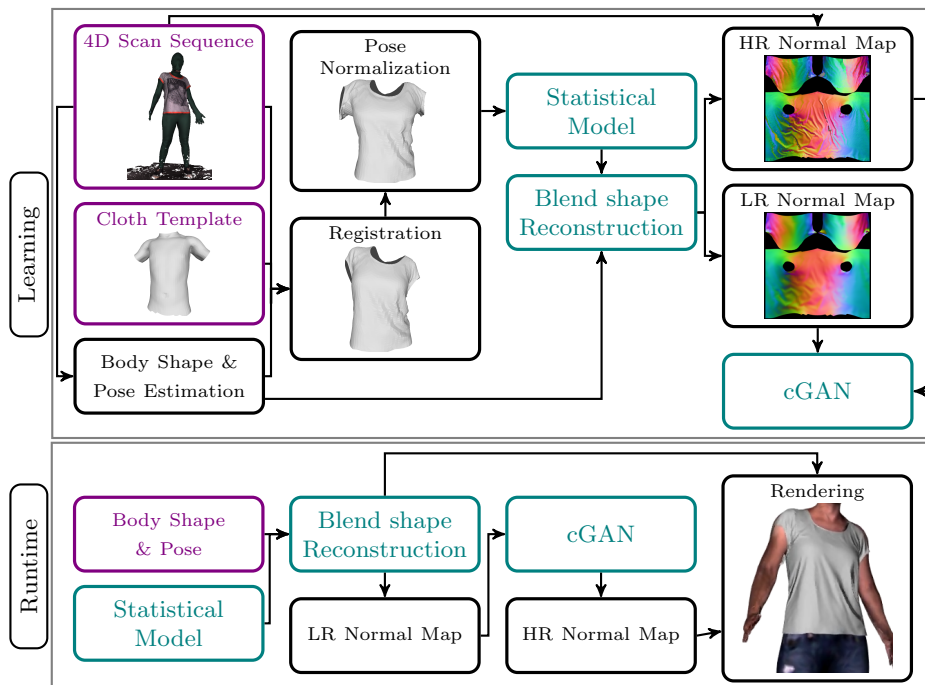 Learning
4D Scan Sequence
Cloth Template
Body Shape &
Pose Estimation
Pose
Normalization
Registration
Statistical
Model
Blend shape
Reconstruction
HR Normal Map
LR Normal Map
cGAN
Runtime
Body Shape
& Pose
Statistical
Model
Blend shape
Reconstruction
LR Normal Map
cGAN
HR Normal Map
Rendering